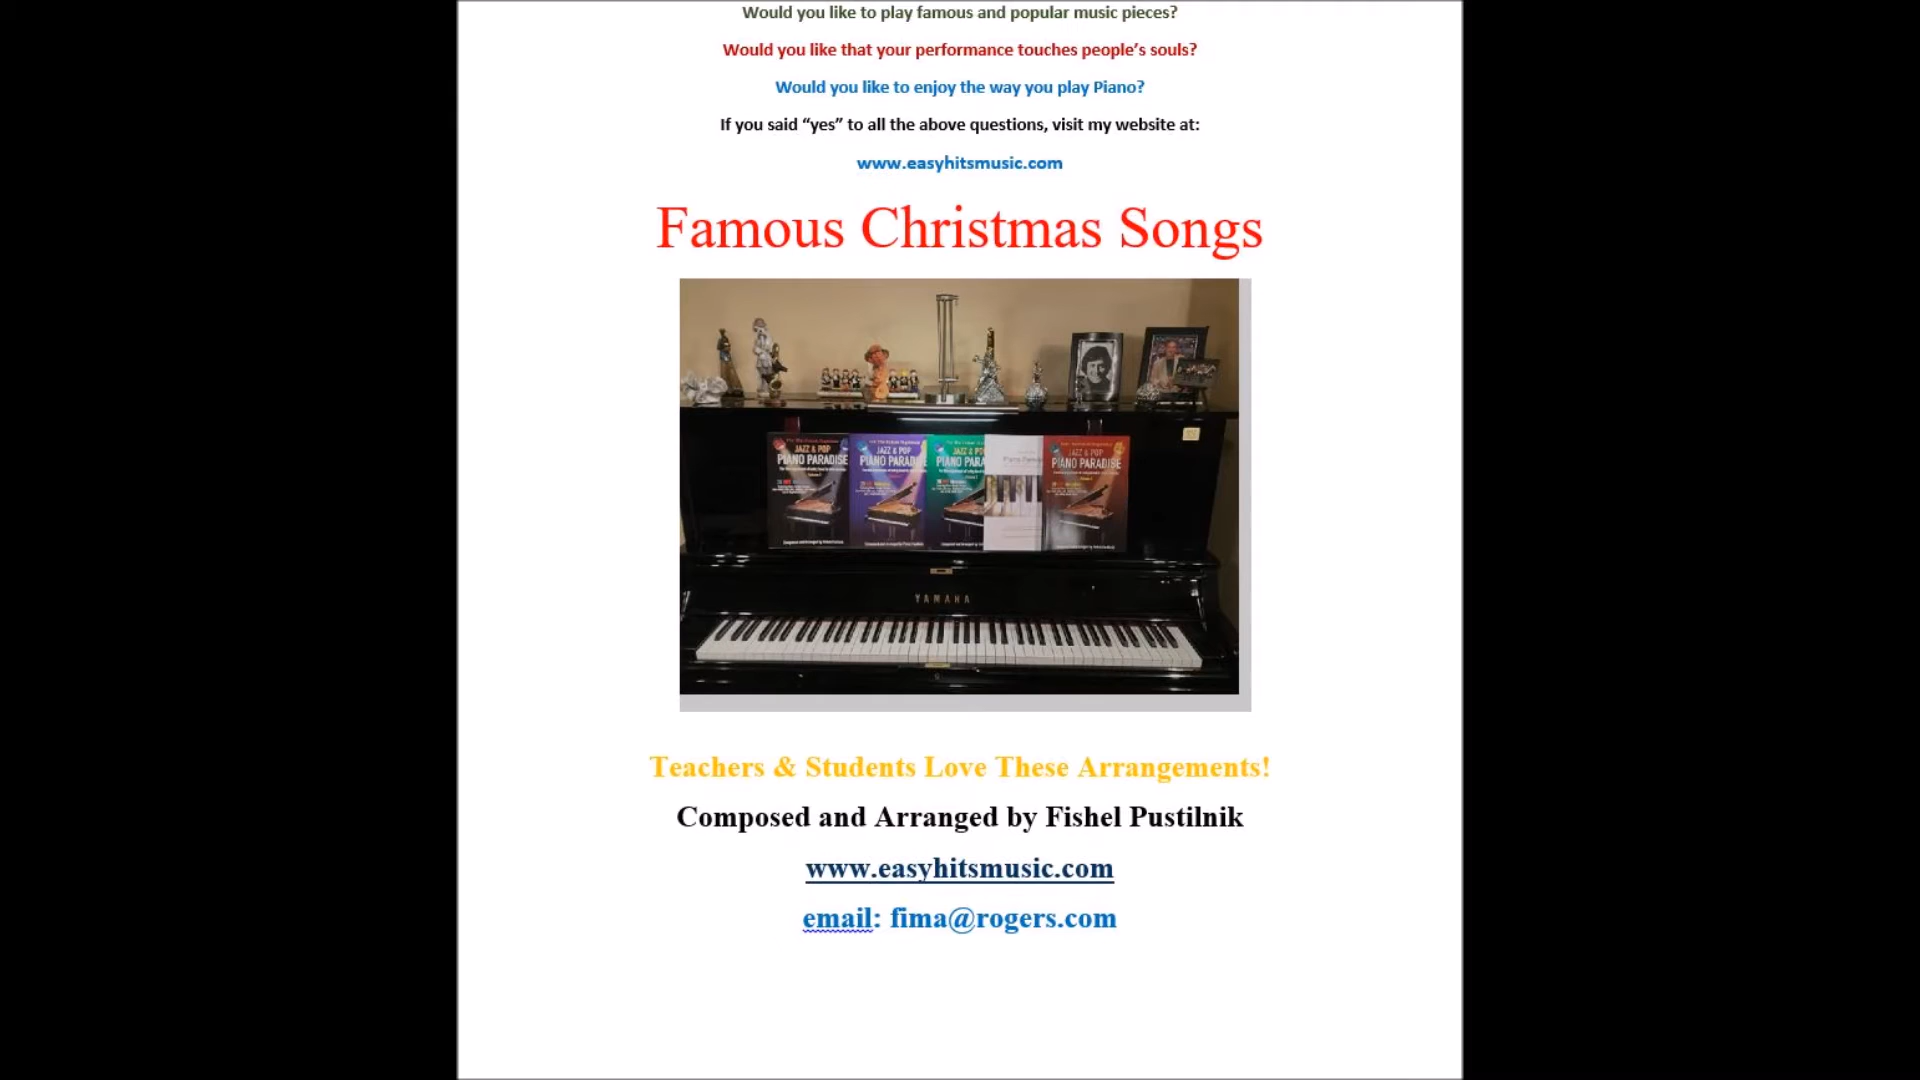 Would you like to play famous and popular music pieces?
Would you like that your performance touches people’s souls?
Would you like to enjoy the way you play Piano?
If you said “yes” to all the above questions, visit my website at:
www.easyhitsmusic.com
Famous Christmas Songs
JAZZ & POP
PIANO PARADISE
JAZZ & POP
JAZZ & POP
JAZZ & POP
PIANO PARADISE
YAMAHA
Teachers & Students Love These Arrangements!
Composed and Arranged by Fishel Pustilnik
www.easyhitsmusic.com
email: fima@rogers.com